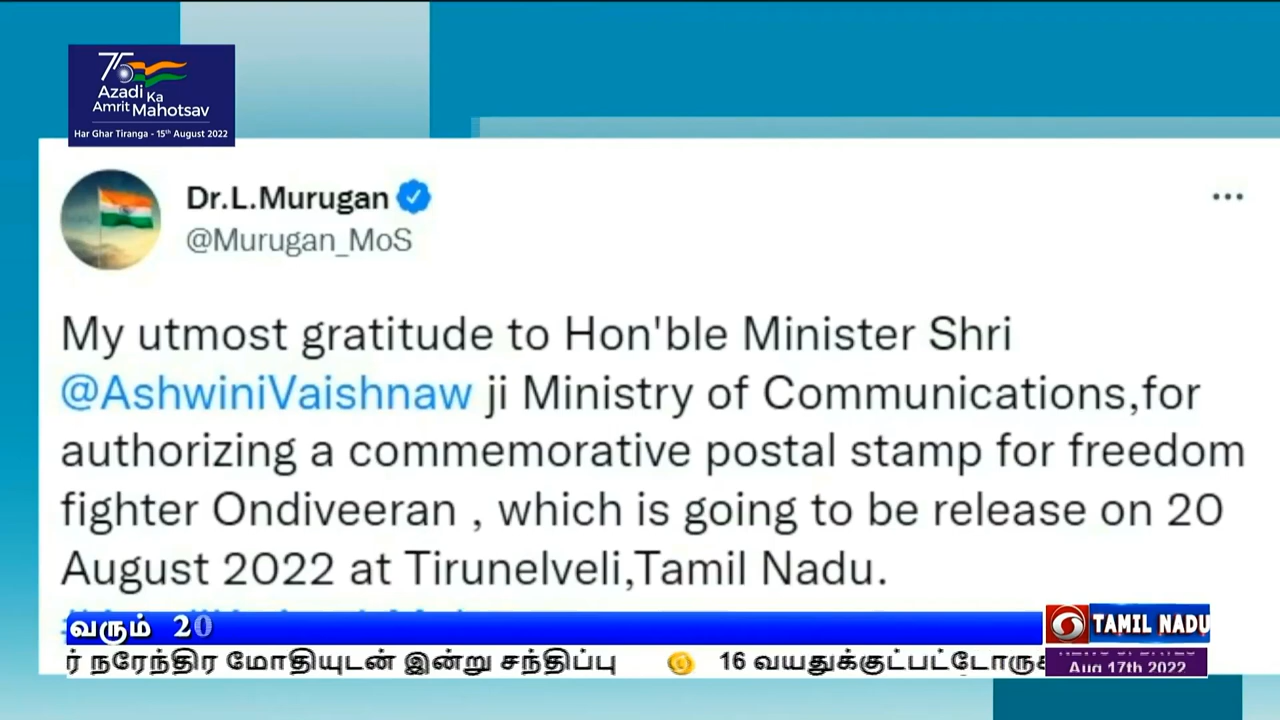 75
Azadi Ka
Amrit Mahotsav
Har Ghar Tiranga - 15th August 2022
Dr.L.Murugan
@Murugan_MoS
My utmost gratitude to Hon'ble Minister Shri
@AshwiniVaishnaw ji Ministry of Communications,for
authorizing a commemorative postal stamp for freedom
fighter Ondiveeran , which is going to be release on 20
August 2022 at Tirunelveli,Tamil Nadu.
வரும் 20
TAMIL NADU
ர் நரேந்திர மோதியுடன் இன்று சந்திப்பு 16
NEWS UPDATES
Aug 17th 2022